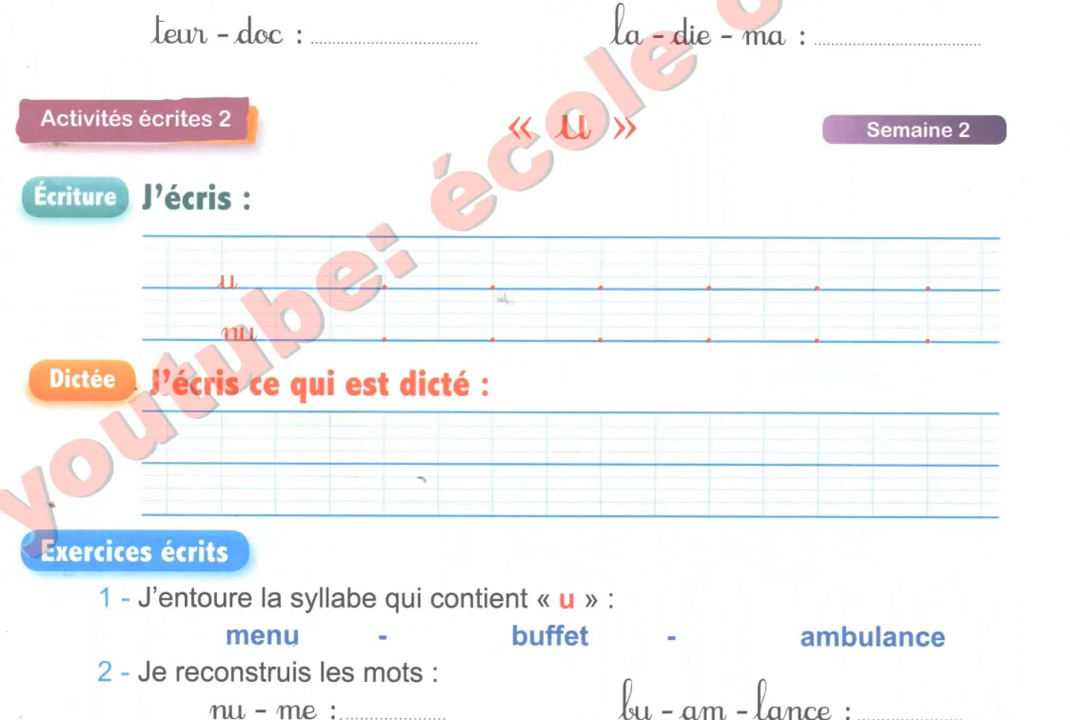 teur - doc : ........................
la - die - ma : ........................
Activités écrites 2
« u »
Semaine 2
Écriture J'écris :
u
nu
Dictée J'écris ce qui est dicté :
youtube: école
Exercices écrits
1 - J'entoure la syllabe qui contient « u » :
menu - buffet - ambulance
2 - Je reconstruis les mots :
nu - me : ................
bu - am - lance : ....................